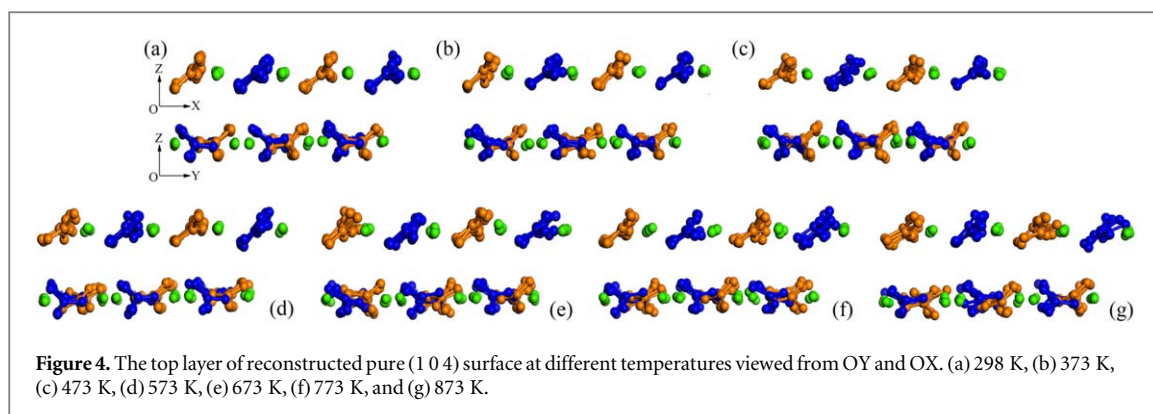 (a)
(b)
(c)
Z
O
X
Z
O
Y
(d)
(e)
(f)
(g)
Figure 4. The top layer of reconstructed pure (1 0 4) surface at different temperatures viewed from OY and OX. (a) 298 K, (b) 373 K,
(c) 473 K, (d) 573 K, (e) 673 K, (f) 773 K, and (g) 873 K.